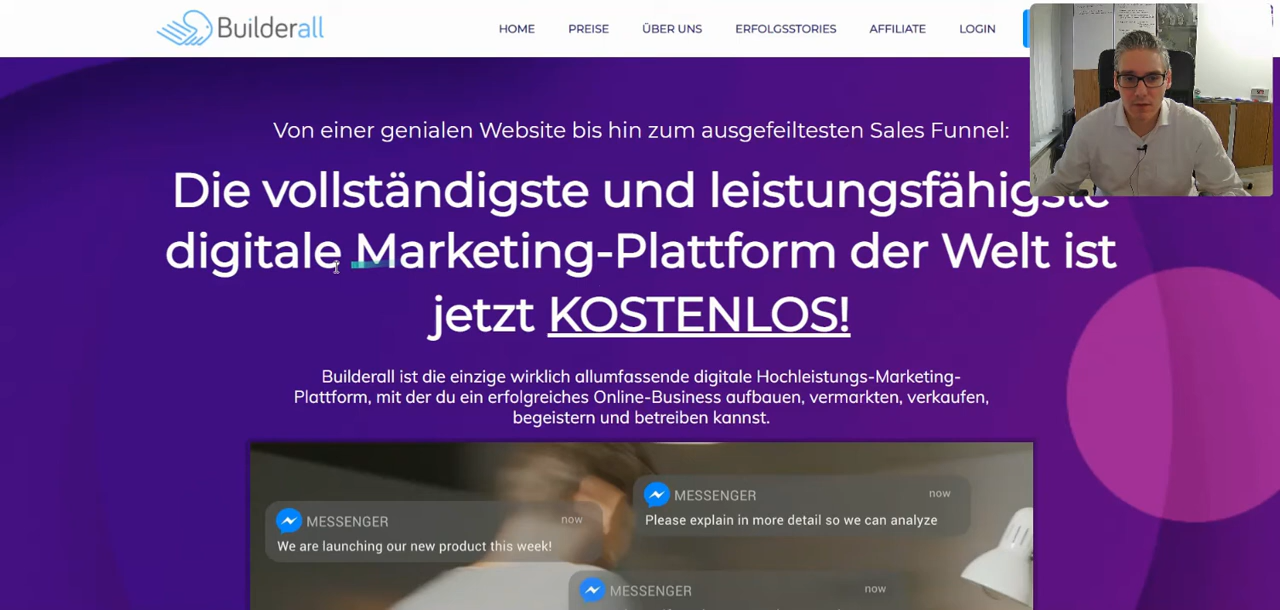 Builderall
HOME PREISE ÜBER UNS ERFOLGSSTORIES AFFILIATE LOGIN
Von einer genialen Website bis hin zum ausgefeiltesten Sales Funnel:
Die vollständigste und leistungsfähigste
digitale Marketing-Plattform der Welt ist
jetzt KOSTENLOS!
Builderall ist die einzige wirklich allumfassende digitale Hochleistungs-Marketing-
Plattform, mit der du ein erfolgreiches Online-Business aufbauen, vermarkten, verkaufen,
begeistern und betreiben kannst.
MESSENGER now
Please explain in more detail so we can analyze
MESSENGER now
We are launching our new product this week!
MESSENGER now